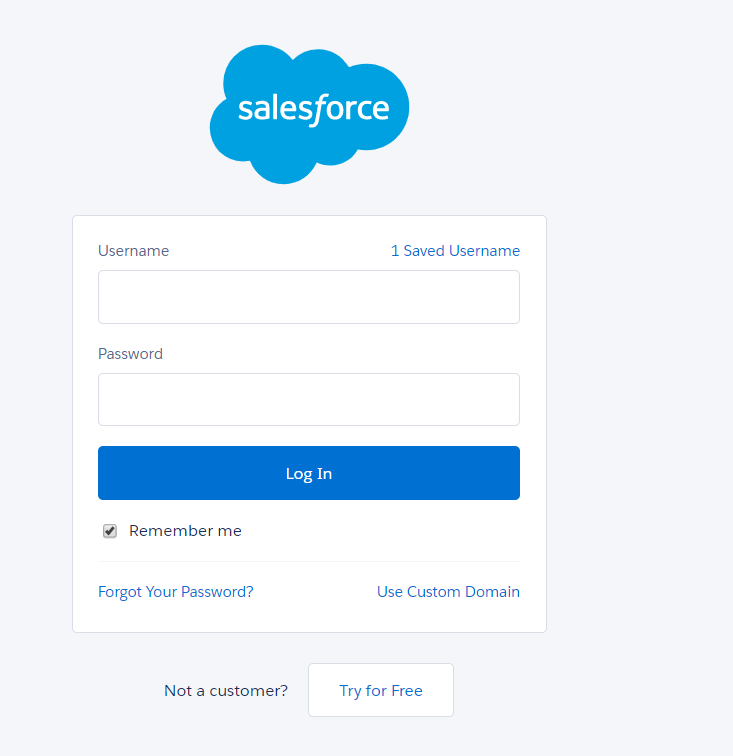 salesforce
Username 1 Saved Username
Password
Log In
Remember me
Forgot Your Password? Use Custom Domain
Not a customer? Try for Free